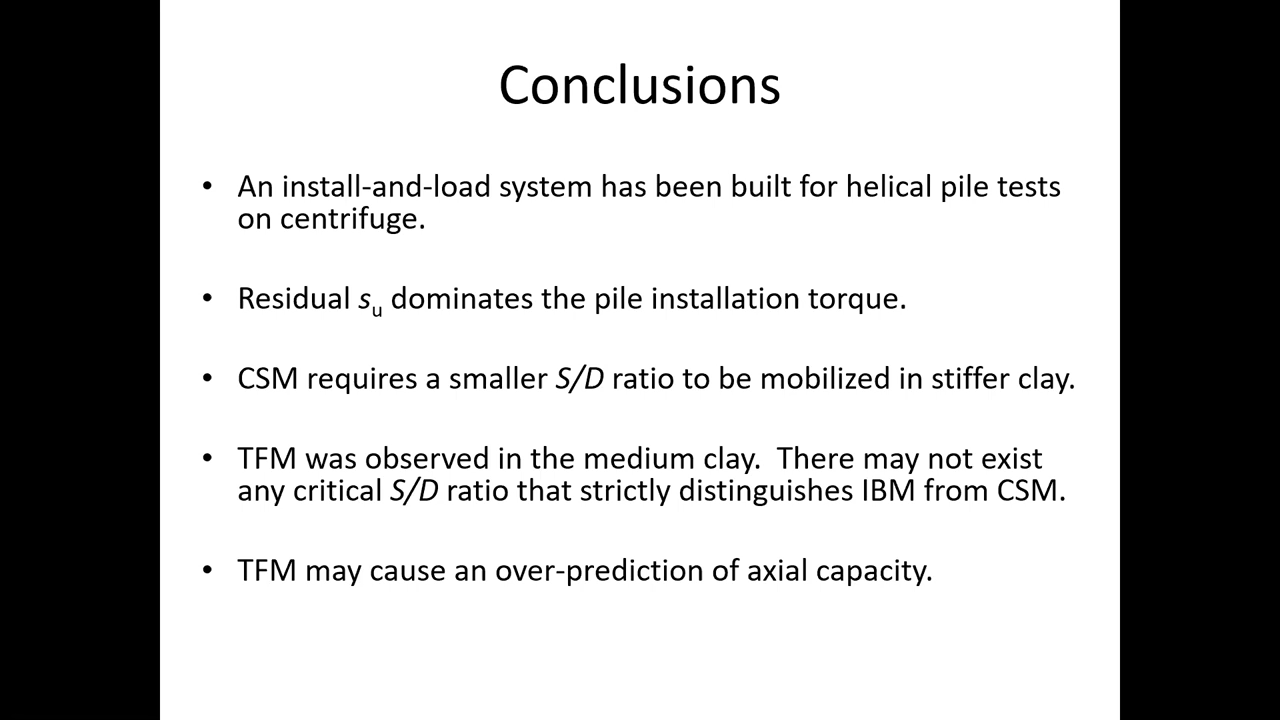 Conclusions
• An install-and-load system has been built for helical pile tests
on centrifuge.
• Residual su dominates the pile installation torque.
• CSM requires a smaller S/D ratio to be mobilized in stiffer clay.
• TFM was observed in the medium clay.  There may not exist
any critical S/D ratio that strictly distinguishes IBM from CSM.
• TFM may cause an over-prediction of axial capacity.